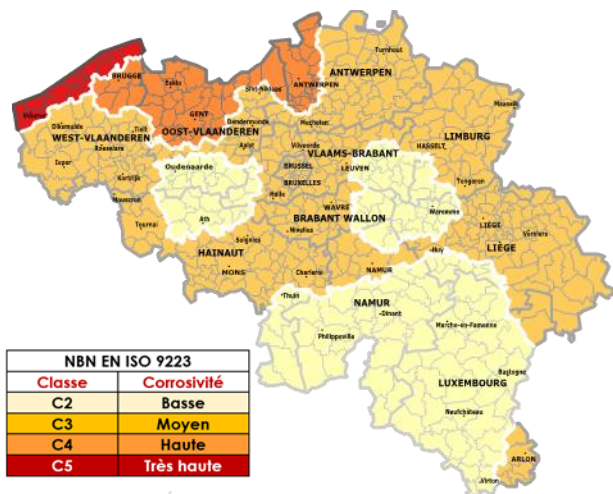 Turnhout
BRUGGE
ANTWERPEN
Eeklo
Sint-Niklaas
ANTWERPEN
Maaseik
Veurne
GENT
Diksmuide
Tielt
Dendermonde
Mechelen
WEST-VLAANDEREN
OOST-VLAANDEREN
LIMBURG
Roeselare
Aalst
Vilvoorde
VLAAMS-BRABANT
HASSELT
Ieper
Oudenaarde
BRUSSEL
LEUVEN
Kortrijk
BRUXELLES
Tongeren
Mouscron
Halle
WAVRE
Waremme
Ath
BRABANT WALLON
LIÈGE
Tournai
Nivelles
Verviers
Soignies
Huy
LIÈGE
HAINAUT
MONS
Charleroi
NAMUR
Thuin
NAMUR
Dinant
Philippeville
Marche-en-Famenne
NBN EN ISO 9223
Classe Corrosivité
C2 Basse
C3 Moyen
C4 Haute
C5 Très haute
Bastogne
LUXEMBOURG
Neufchâteau
ARLON
Virton